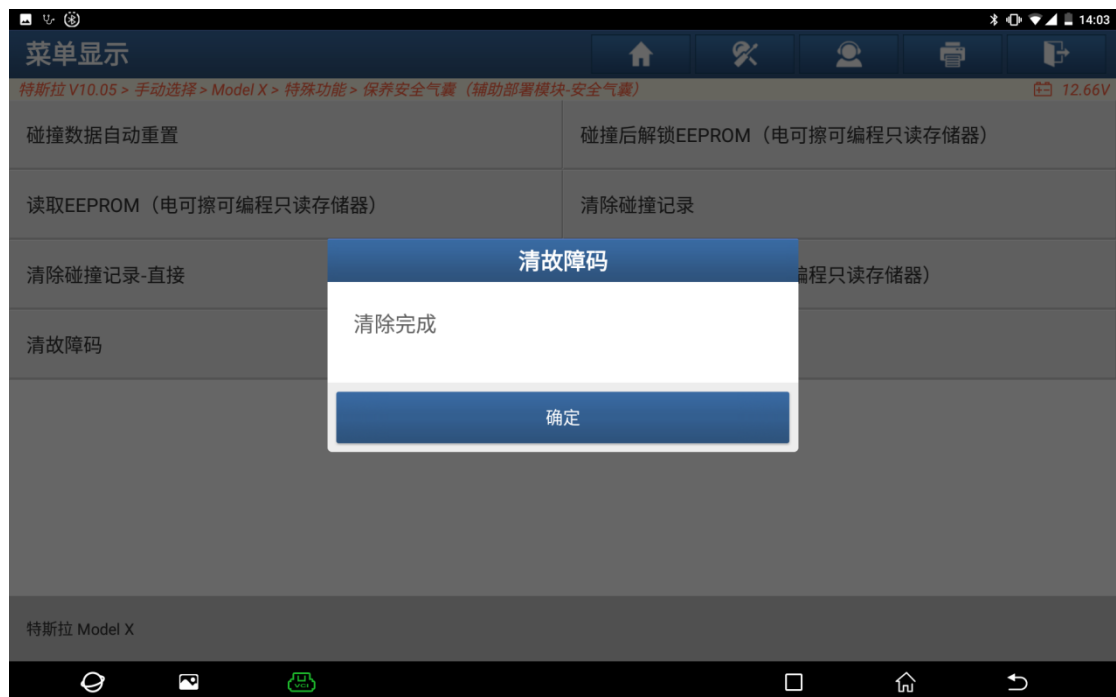 14:03
菜单显示
特斯拉 V10.05 > 手动选择 > Model X > 特殊功能 > 保养安全气囊（辅助部署模块-安全气囊）
12.66V
碰撞数据自动重置
碰撞后解锁EEPROM（电可擦可编程只读存储器）
读取EEPROM（电可擦可编程只读存储器）
清除碰撞记录
清故障码
清除碰撞记录-直接
编程只读存储器）
清除完成
清故障码
确定
特斯拉 Model X
VCI